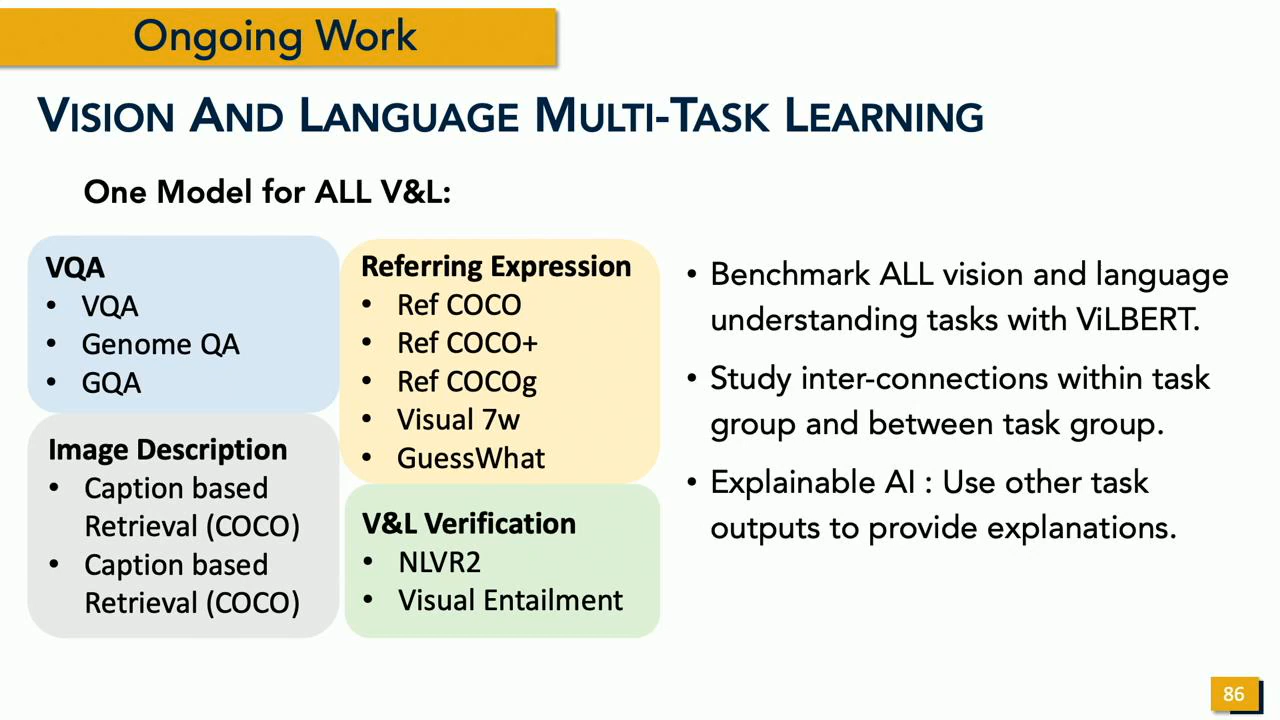 Ongoing Work
VISION AND LANGUAGE MULTI-TASK LEARNING
One Model for ALL V&L:
VQA
• VQA
• Genome QA
• GQA
Image Description
• Caption based
Retrieval (COCO)
• Caption based
Retrieval (COCO)
Referring Expression
• Ref COCO
• Ref COCO+
• Ref COCOg
• Visual 7w
• GuessWhat
V&L Verification
• NLVR2
• Visual Entailment
• Benchmark ALL vision and language
understanding tasks with ViLBERT.
• Study inter-connections within task
group and between task group.
• Explainable AI : Use other task
outputs to provide explanations.
86